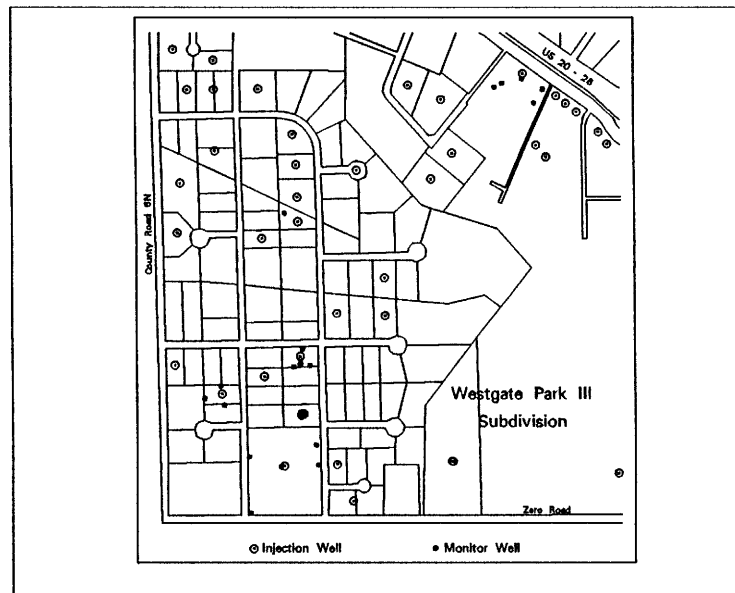 US 20 - 26
County Road 6N
Westgate Park III
Subdivision
Zero Road
Injection Well
Monitor Well